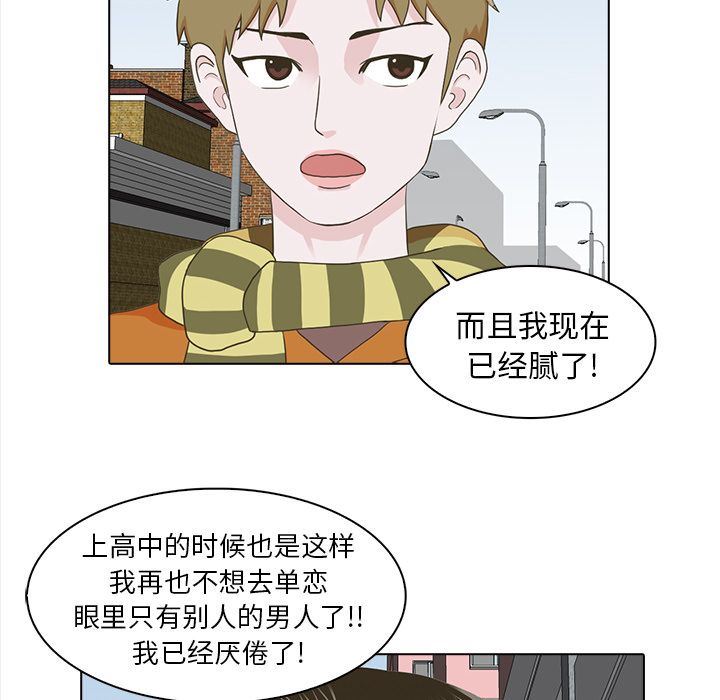 而且我现在
已经腻了!
上高中的时候也是这样
我再也不想去单恋
眼里只有别人的男人了!!
我已经厌倦了!